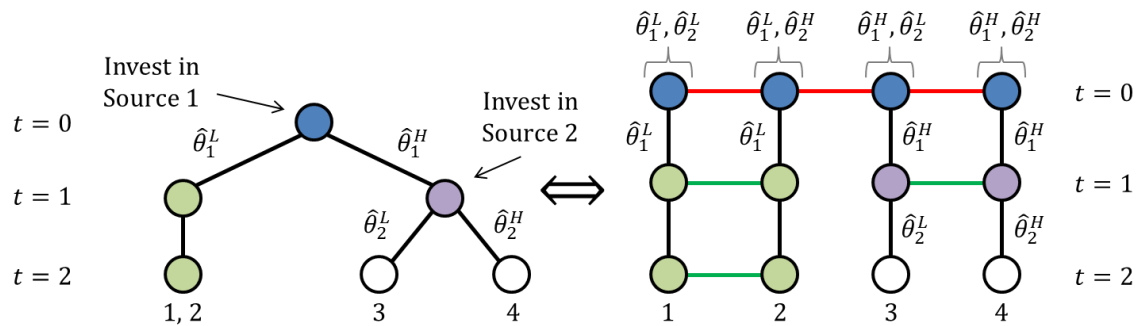 θ̂₁ᴸ, θ̂₂ᴸ θ̂₁ᴸ, θ̂₂ᴴ θ̂₁ᴴ, θ̂₂ᴸ θ̂₁ᴴ, θ̂₂ᴴ
Invest in
Source 1
Invest in
Source 2
t = 0
θ̂₁ᴸ θ̂₁ᴴ
t = 1
θ̂₂ᴸ θ̂₂ᴴ
t = 2
1, 2 3 4
t = 0
θ̂₁ᴸ θ̂₁ᴸ θ̂₁ᴴ θ̂₁ᴴ
t = 1
θ̂₂ᴸ θ̂₂ᴴ
t = 2
1 2 3 4